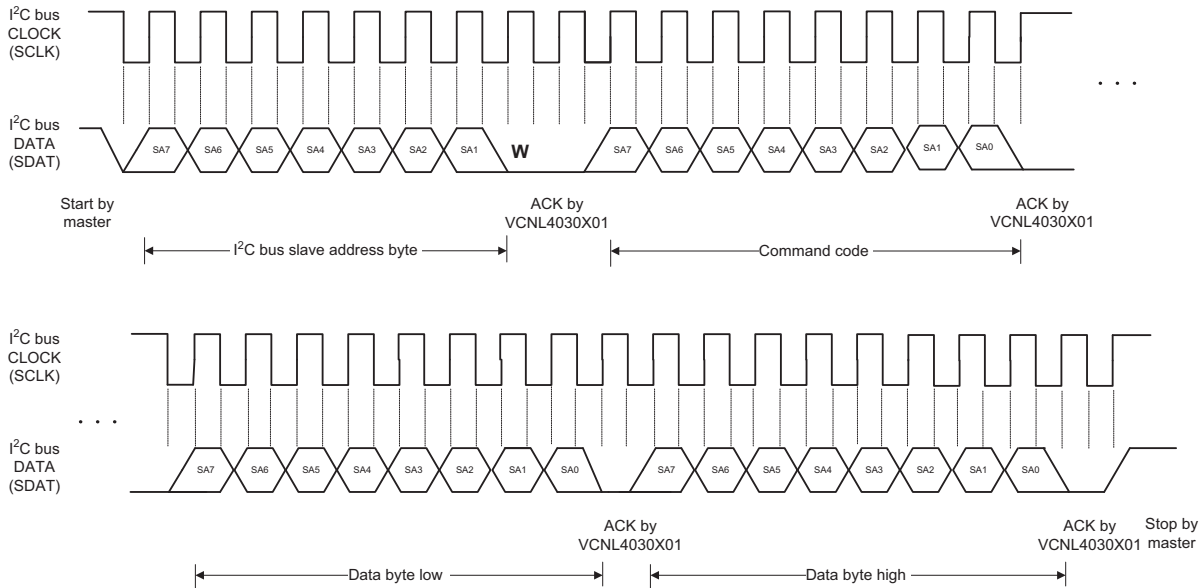 I²C bus
CLOCK
(SCLK)
. . .
I²C bus
DATA
(SDAT)
SA7 SA6 SA5 SA4 SA3 SA2 SA1 W SA7 SA6 SA5 SA4 SA3 SA2 SA1 SA0
Start by
master
ACK by
VCNL4030X01
ACK by
VCNL4030X01
I²C bus slave address byte
Command code
I²C bus
CLOCK
(SCLK)
. . .
I²C bus
DATA
(SDAT)
SA7 SA6 SA5 SA4 SA3 SA2 SA1 SA0 SA7 SA6 SA5 SA4 SA3 SA2 SA1 SA0
ACK by
VCNL4030X01
ACK by
VCNL4030X01
Stop by
master
Data byte low
Data byte high